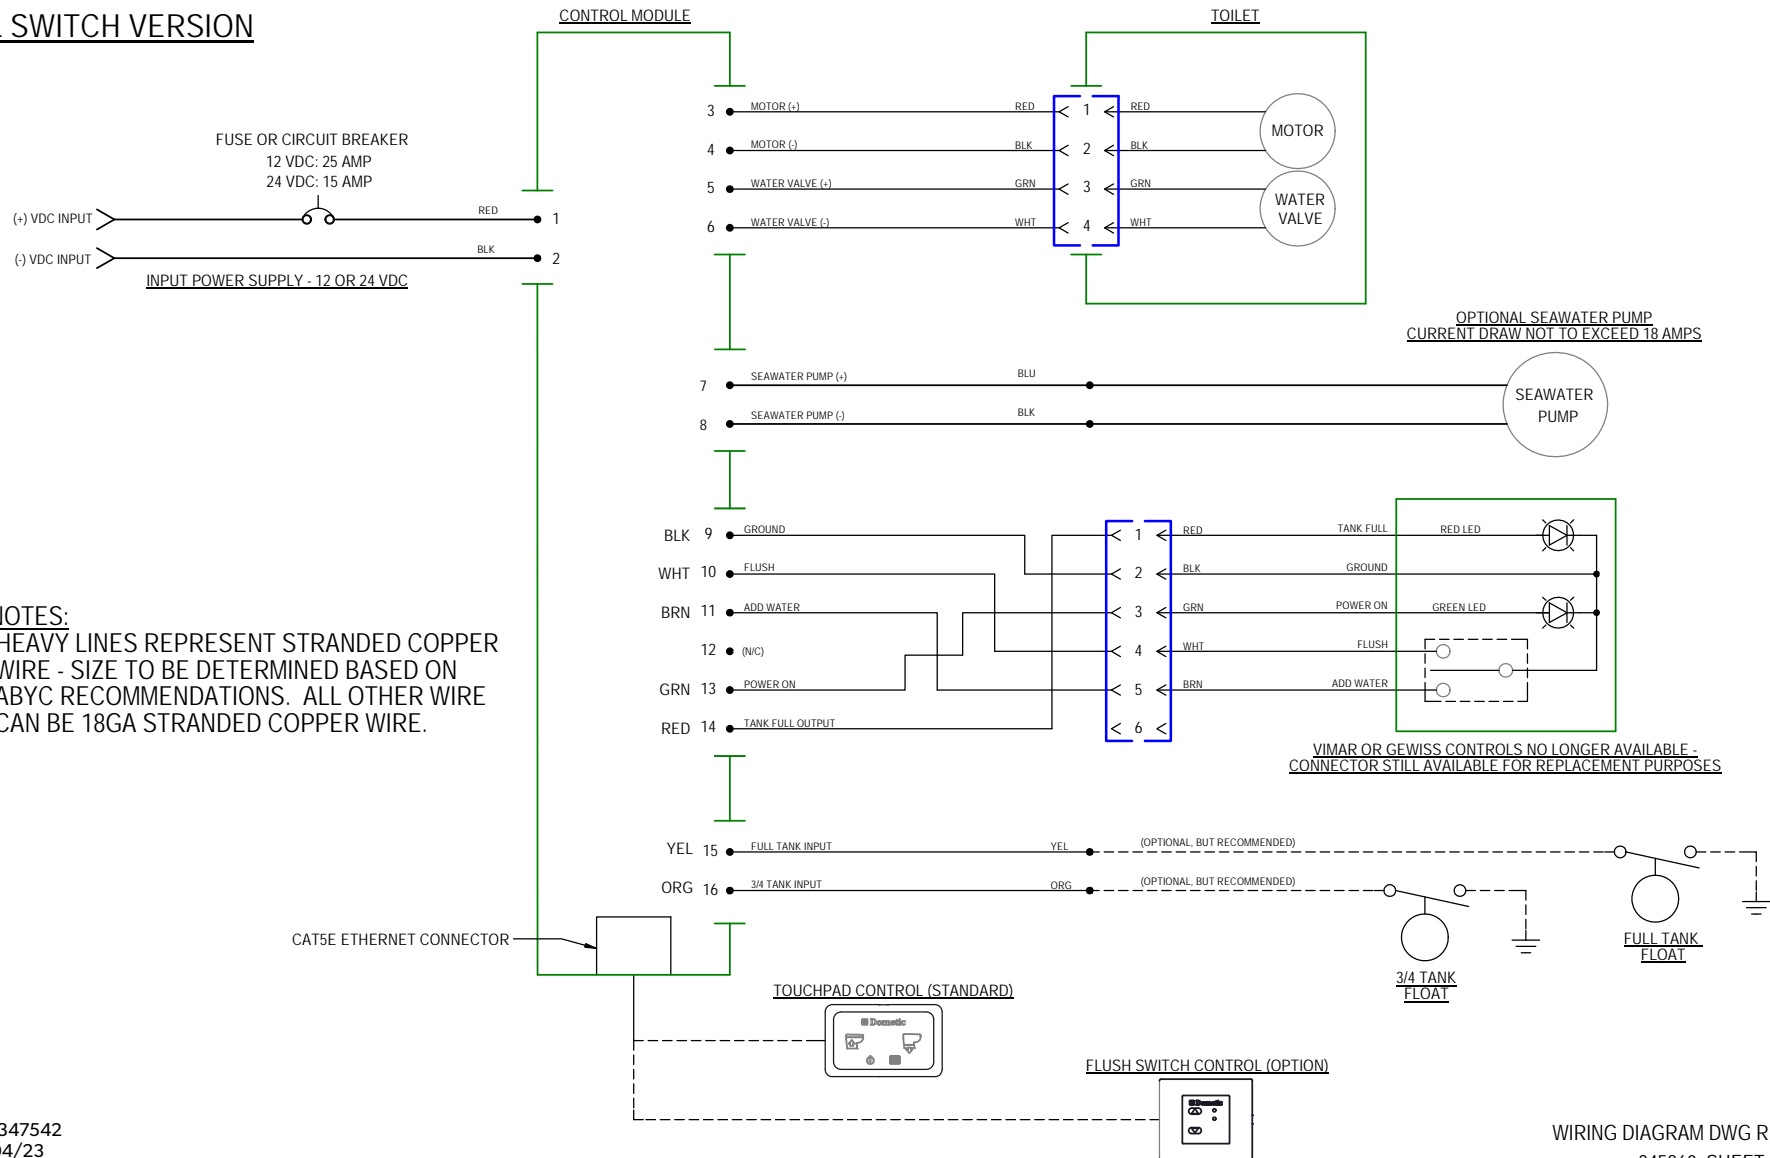 SWITCH VERSION
CONTROL MODULE
TOILET
FUSE OR CIRCUIT BREAKER
12 VDC: 25 AMP
24 VDC: 15 AMP
(+) VDC INPUT
RED
1
(-) VDC INPUT
BLK
2
INPUT POWER SUPPLY - 12 OR 24 VDC
3 MOTOR (+) RED 1 RED
4 MOTOR (-) BLK 2 BLK
MOTOR
5 WATER VALVE (+) GRN 3 GRN
6 WATER VALVE (-) WHT 4 WHT
WATER
VALVE
OPTIONAL SEAWATER PUMP
CURRENT DRAW NOT TO EXCEED 18 AMPS
7 SEAWATER PUMP (+) BLU
8 SEAWATER PUMP (-) BLK
SEAWATER
PUMP
BLK 9 GROUND 1 RED TANK FULL RED LED
WHT 10 FLUSH 2 BLK GROUND
BRN 11 ADD WATER 3 GRN POWER ON GREEN LED
12 (N/C) 4 WHT FLUSH
GRN 13 POWER ON 5 BRN ADD WATER
RED 14 TANK FULL OUTPUT 6
NOTES:
HEAVY LINES REPRESENT STRANDED COPPER
WIRE - SIZE TO BE DETERMINED BASED ON
ABYC RECOMMENDATIONS. ALL OTHER WIRE
CAN BE 18GA STRANDED COPPER WIRE.
VIMAR OR GEWISS CONTROLS NO LONGER AVAILABLE -
CONNECTOR STILL AVAILABLE FOR REPLACEMENT PURPOSES
YEL 15 FULL TANK INPUT YEL (OPTIONAL, BUT RECOMMENDED)
ORG 16 3/4 TANK INPUT ORG (OPTIONAL, BUT RECOMMENDED)
FULL TANK
FLOAT
3/4 TANK
FLOAT
CAT5E ETHERNET CONNECTOR
TOUCHPAD CONTROL (STANDARD)
Dometic
FLUSH SWITCH CONTROL (OPTION)
Dometic
347542
04/23
WIRING DIAGRAM DWG R